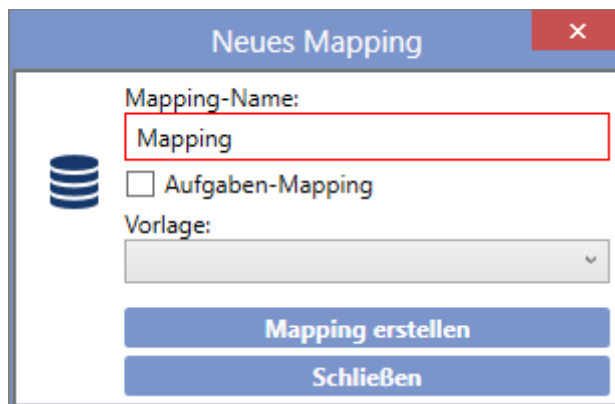 Neues Mapping
Mapping-Name:
Mapping
Aufgaben-Mapping
Vorlage:
Mapping erstellen
Schließen